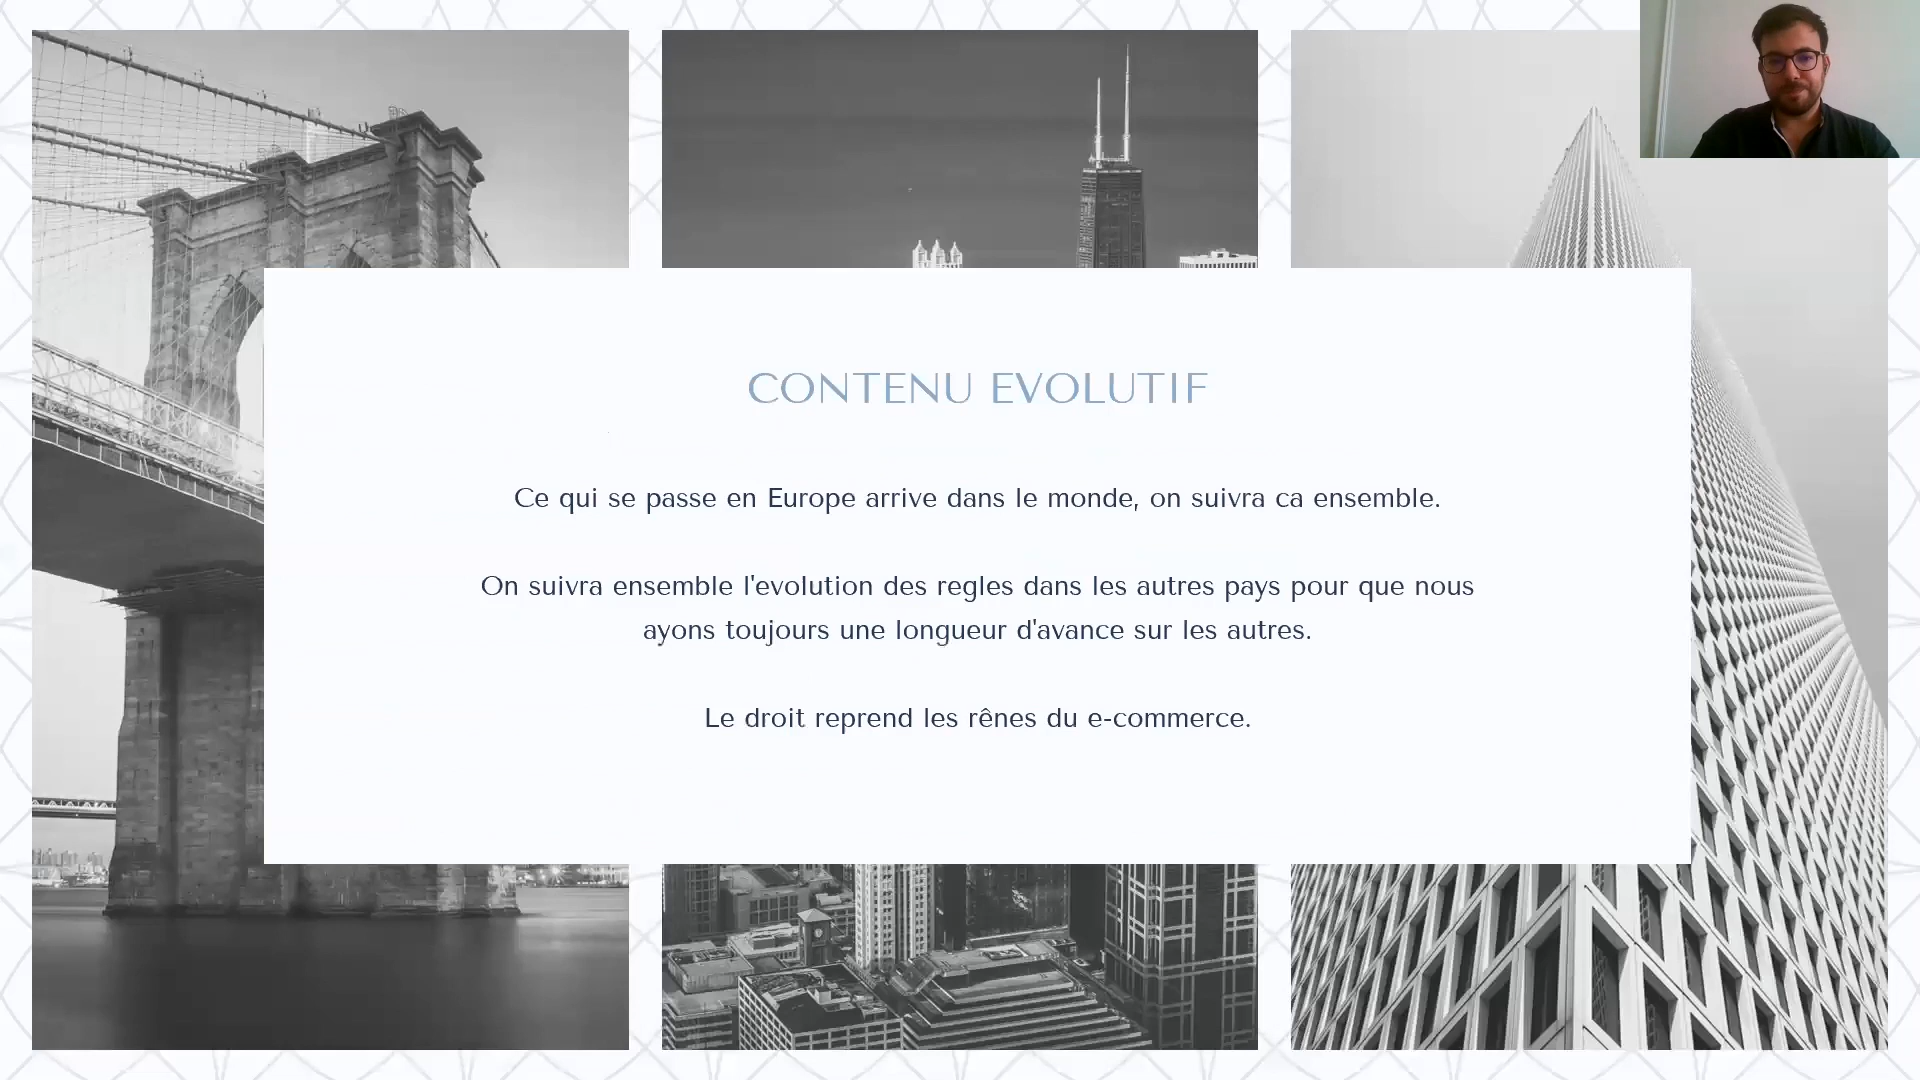 CONTENU EVOLUTIF
Ce qui se passe en Europe arrive dans le monde, on suivra ca ensemble.
On suivra ensemble l'evolution des regles dans les autres pays pour que nous
ayons toujours une longueur d'avance sur les autres.
Le droit reprend les rênes du e-commerce.